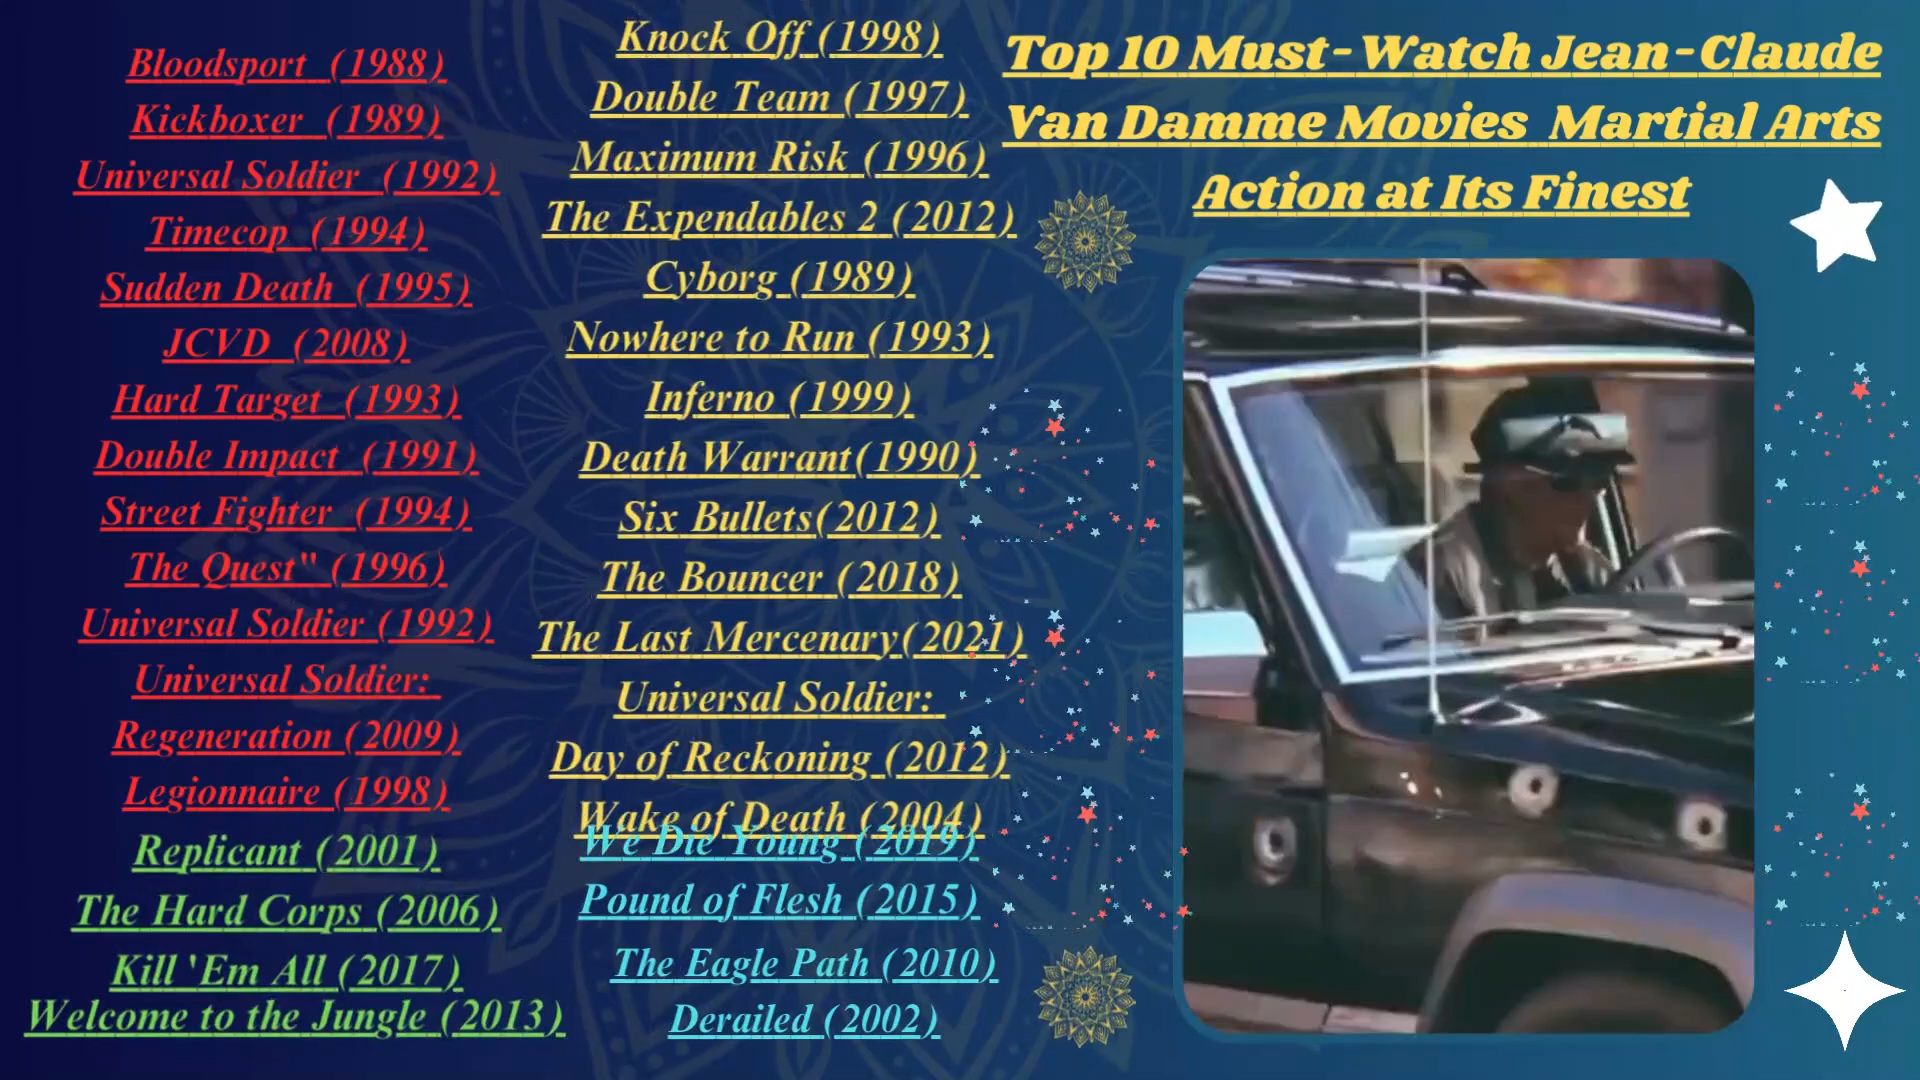 Bloodsport (1988)
Kickboxer (1989)
Universal Soldier (1992)
Timecop (1994)
Sudden Death (1995)
JCVD (2008)
Hard Target (1993)
Double Impact (1991)
Street Fighter (1994)
The Quest" (1996)
Universal Soldier (1992)
Universal Soldier:
Regeneration (2009)
Legionnaire (1998)
Replicant (2001)
The Hard Corps (2006)
Kill 'Em All (2017)
Welcome to the Jungle (2013)
Knock Off (1998)
Double Team (1997)
Maximum Risk (1996)
The Expendables 2 (2012)
Cyborg (1989)
Nowhere to Run (1993)
Inferno (1999)
Death Warrant(1990)
Six Bullets(2012)
The Bouncer (2018)
The Last Mercenary(2021)
Universal Soldier:
Day of Reckoning (2012)
Wake of Death (2004)
We Die Young (2019)
Pound of Flesh (2015)
The Eagle Path (2010)
Derailed (2002)
Top 10 Must-Watch Jean-Claude
Van Damme Movies Martial Arts
Action at Its Finest